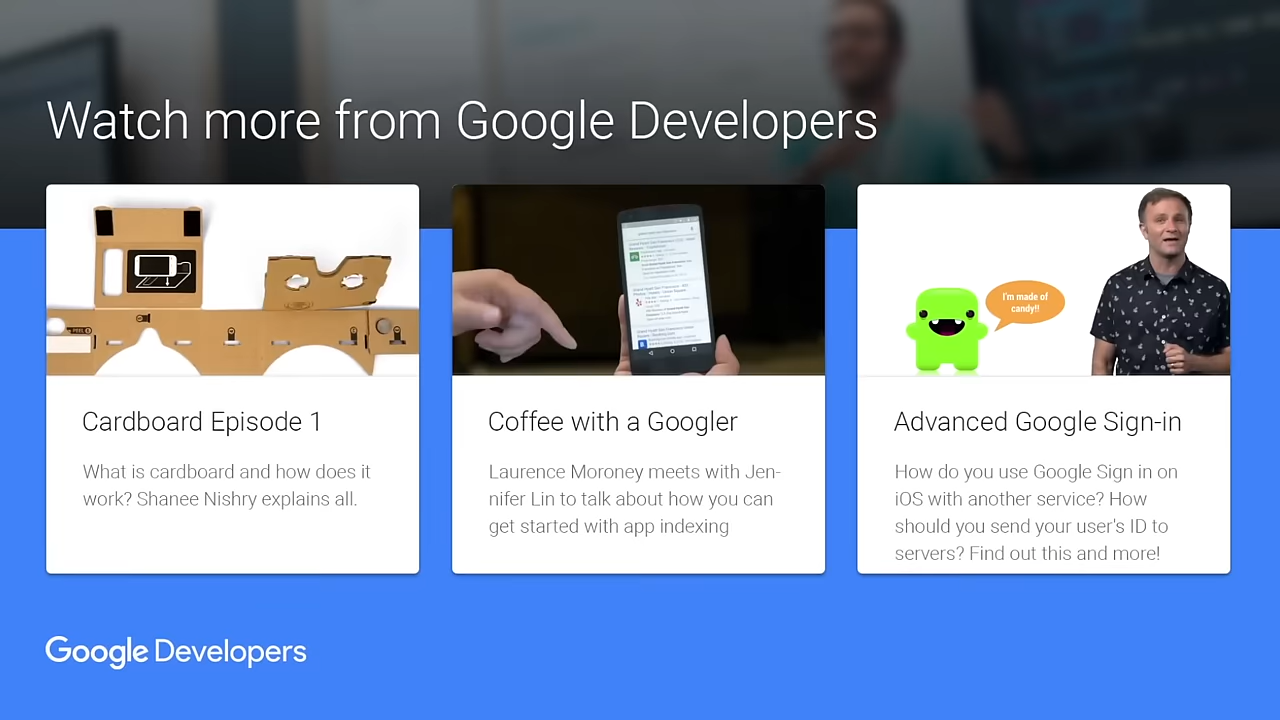 Watch more from Google Developers
PEEL
I'm made of
candy!!
Cardboard Episode 1
What is cardboard and how does it
work? Shanee Nishry explains all.
Coffee with a Googler
Laurence Moroney meets with Jen-
nifer Lin to talk about how you can
get started with app indexing
Advanced Google Sign-in
How do you use Google Sign in on
iOS with another service? How
should you send your user's ID to
servers? Find out this and more!
Google Developers